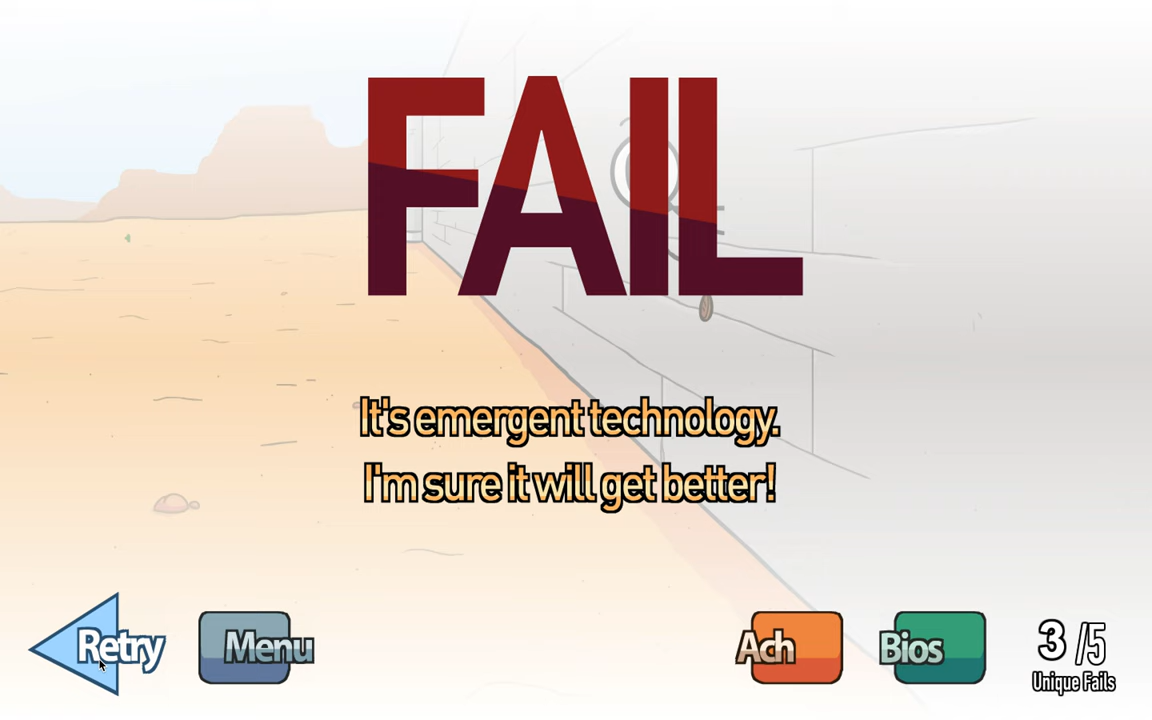 FAIL
It's emergent technology.
I'm sure it will get better!
Retry
Menu
Ach
Bios
3/5
Unique Fails